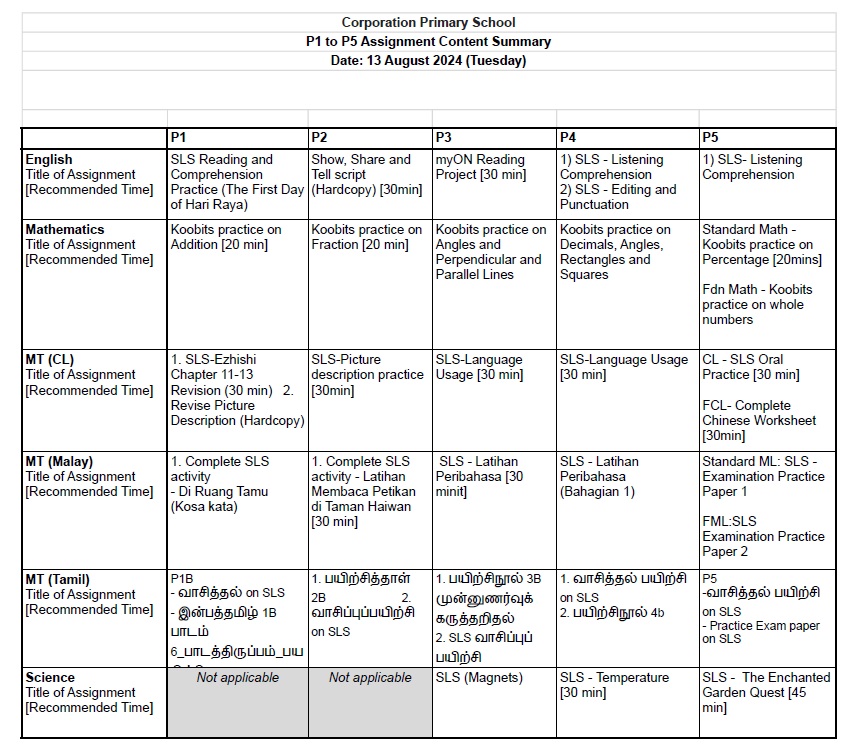 Corporation Primary School
P1 to P5 Assignment Content Summary
Date: 13 August 2024 (Tuesday)
P1
P2
P3
P4
P5
English
Title of Assignment
[Recommended Time]
SLS Reading and
Comprehension
Practice (The First Day
of Hari Raya)
Show, Share and
Tell script
(Hardcopy) [30min]
myON Reading
Project [30 min]
1) SLS - Listening
Comprehension
2) SLS - Editing and
Punctuation
1) SLS- Listening
Comprehension
Mathematics
Title of Assignment
[Recommended Time]
Koobits practice on
Addition [20 min]
Koobits practice on
Fraction [20 min]
Koobits practice on
Angles and
Perpendicular and
Parallel Lines
Koobits practice on
Decimals, Angles,
Rectangles and
Squares
Standard Math -
Koobits practice on
Percentage [20mins]
Fdn Math - Koobits
practice on whole
numbers
MT (CL)
Title of Assignment
[Recommended Time]
1. SLS-Ezhishi
Chapter 11-13
Revision (30 min) 2.
Revise Picture
Description (Hardcopy)
SLS-Picture
description practice
[30min]
SLS-Language
Usage [30 min]
SLS-Language Usage
[30 min]
CL - SLS Oral
Practice [30 min]
FCL- Complete
Chinese Worksheet
[30min]
MT (Malay)
Title of Assignment
[Recommended Time]
1. Complete SLS
activity
- Di Ruang Tamu
(Kosa kata)
1. Complete SLS
activity - Latihan
Membaca Petikan
di Taman Haiwan
[30 min]
SLS - Latihan
Peribahasa [30
minit]
SLS - Latihan
Peribahasa
(Bahagian 1)
Standard ML: SLS -
Examination Practice
Paper 1
FML:SLS
Examination Practice
Paper 2
MT (Tamil)
Title of Assignment
[Recommended Time]
P1B
- வாசித்தல் on SLS
- இன்பத்தமிழ் 1B
பாடம்
6_பாடத்திருப்பம்_பய
1. பயிற்சித்தாள்
2B 2.
வாசிப்புப்பயிற்சி
on SLS
1. பயிற்சிநூல் 3B
முன்னுணர்வுக்
கருத்தறிதல்
2. SLS வாசிப்புப்
பயிற்சி
1. வாசித்தல் பயிற்சி
on SLS
2. பயிற்சிநூல் 4b
P5
-வாசித்தல் பயிற்சி
on SLS
- Practice Exam paper
on SLS
Science
Title of Assignment
[Recommended Time]
Not applicable
Not applicable
SLS (Magnets)
SLS - Temperature
[30 min]
SLS - The Enchanted
Garden Quest [45
min]